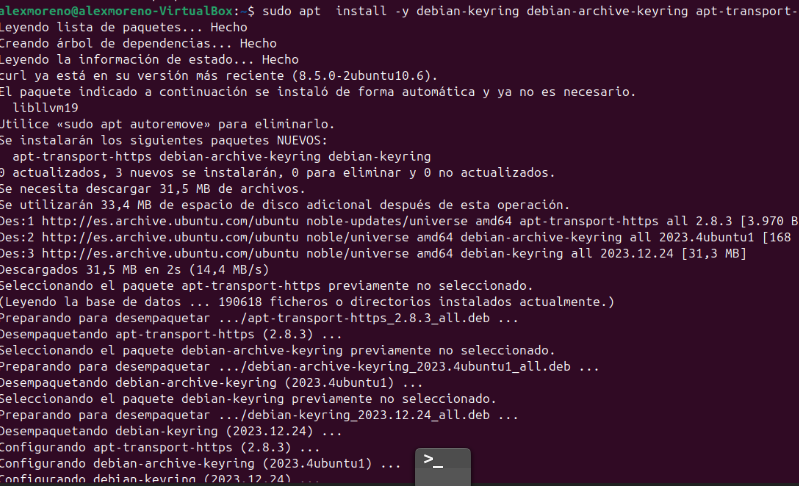 alexmoreno@alexmoreno-VirtualBox:~$ sudo apt  install -y debian-keyring debian-archive-keyring apt-transport-
Leyendo lista de paquetes... Hecho
Creando árbol de dependencias... Hecho
Leyendo la información de estado... Hecho
curl ya está en su versión más reciente (8.5.0-2ubuntu10.6).
El paquete indicado a continuación se instaló de forma automática y ya no es necesario.
  libllvm19
Utilice «sudo apt autoremove» para eliminarlo.
Se instalarán los siguientes paquetes NUEVOS:
  apt-transport-https debian-archive-keyring debian-keyring
0 actualizados, 3 nuevos se instalarán, 0 para eliminar y 0 no actualizados.
Se necesita descargar 31,5 MB de archivos.
Se utilizarán 33,4 MB de espacio de disco adicional después de esta operación.
Des:1 http://es.archive.ubuntu.com/ubuntu noble-updates/universe amd64 apt-transport-https all 2.8.3 [3.970 B
Des:2 http://es.archive.ubuntu.com/ubuntu noble/universe amd64 debian-archive-keyring all 2023.4ubuntu1 [168
Des:3 http://es.archive.ubuntu.com/ubuntu noble/universe amd64 debian-keyring all 2023.12.24 [31,3 MB]
Descargados 31,5 MB en 2s (14,4 MB/s)
Seleccionando el paquete apt-transport-https previamente no seleccionado.
(Leyendo la base de datos ... 190618 ficheros o directorios instalados actualmente.)
Preparando para desempaquetar .../apt-transport-https_2.8.3_all.deb ...
Desempaquetando apt-transport-https (2.8.3) ...
Seleccionando el paquete debian-archive-keyring previamente no seleccionado.
Preparando para desempaquetar .../debian-archive-keyring_2023.4ubuntu1_all.deb ...
Desempaquetando debian-archive-keyring (2023.4ubuntu1) ...
Seleccionando el paquete debian-keyring previamente no seleccionado.
Preparando para desempaquetar .../debian-keyring_2023.12.24_all.deb ...
Desempaquetando debian-keyring (2023.12.24) ...
Configurando apt-transport-https (2.8.3) ...
Configurando debian-archive-keyring (2023.4ubuntu1) ...
Configurando debian-keyring (2023.12.24) ...
>_